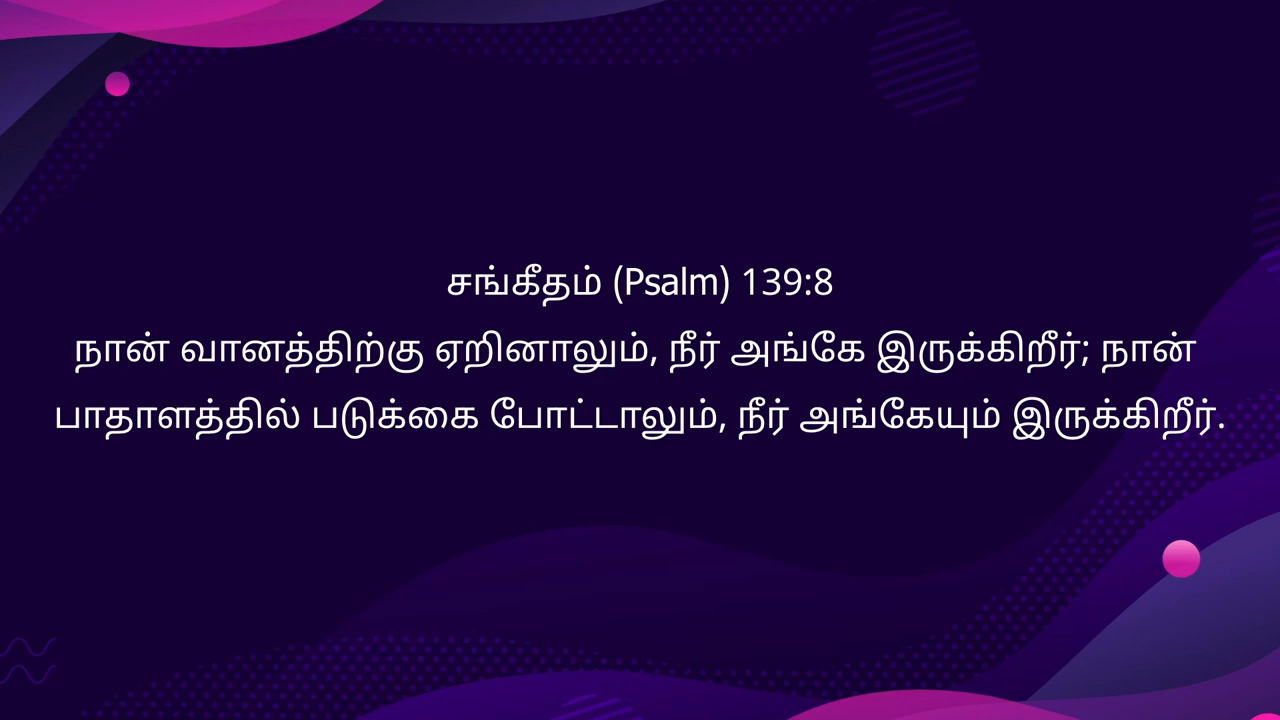 சங்கீதம் (Psalm) 139:8
நான் வானத்திற்கு ஏறினாலும், நீர் அங்கே இருக்கிறீர்; நான்
பாதாளத்தில் படுக்கை போட்டாலும், நீர் அங்கேயும் இருக்கிறீர்.